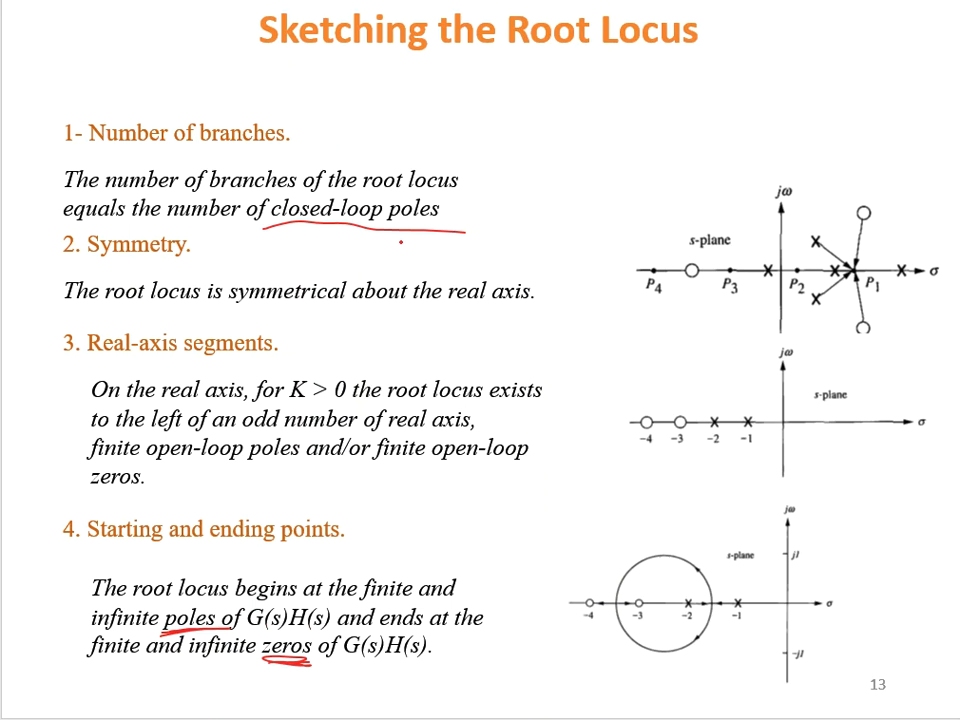 Sketching the Root Locus
1- Number of branches.
The number of branches of the root locus
equals the number of closed-loop poles
2. Symmetry.
The root locus is symmetrical about the real axis.
3. Real-axis segments.
On the real axis, for K > 0 the root locus exists
to the left of an odd number of real axis,
finite open-loop poles and/or finite open-loop
zeros.
4. Starting and ending points.
The root locus begins at the finite and
infinite poles of G(s)H(s) and ends at the
finite and infinite zeros of G(s)H(s).
jω
s-plane
σ
P4 P3 P2 P1
jω
s-plane
σ
-4 -3 -2 -1
jω
s-plane
j1
σ
-4 -3 -2 -1
-j1
13